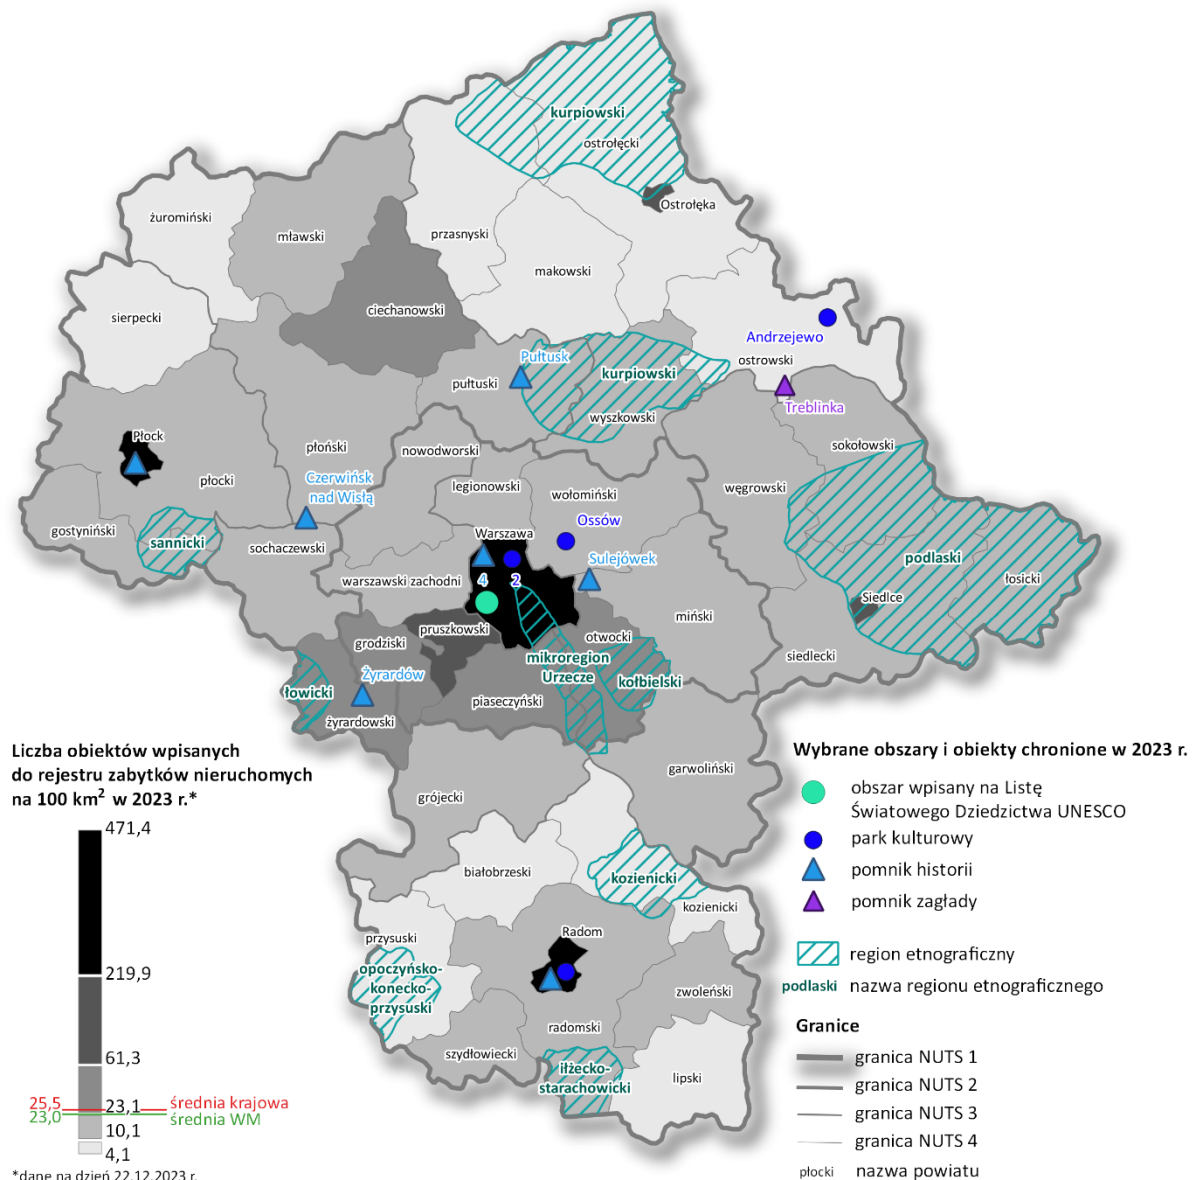 kurpiowski
ostrołęcki
Ostrołęka
żuromiński
mławski
przasnyski
makowski
ciechanowski
sierpecki
Andrzejewo
ostrowski
Pułtusk
kurpiowski
pułtuski
wyszkowski
Treblinka
Płock
płoński
nowodworski
sokołowski
płocki
Czerwińsk
nad Wisłą
legionowski
wołomiński
węgrowski
gostyniński
sannicki
sochaczewski
Warszawa
Ossów
Sulejówek
podlaski
warszawski zachodni
4
2
łosicki
Siedlce
pruszkowski
grodziski
otwocki
miński
siedlecki
mikroregion
Urzecze
Żyrardów
kołbielski
łowicki
piaseczyński
żyrardowski
garwoliński
grójecki
białobrzeski
kozienicki
kozienicki
przysuski
Radom
opoczyńsko-
konecko-
przysuski
zwoleński
radomski
szydłowiecki
iłżecko-
starachowicki
lipski
Liczba obiektów wpisanych
do rejestru zabytków nieruchomych
na 100 km² w 2023 r.*
471,4
219,9
61,3
25,5
23,1
średnia krajowa
23,0
średnia WM
10,1
4,1
*dane na dzień 22.12.2023 r.
Wybrane obszary i obiekty chronione w 2023 r.
obszar wpisany na Listę
Światowego Dziedzictwa UNESCO
park kulturowy
pomnik historii
pomnik zagłady
region etnograficzny
podlaski nazwa regionu etnograficznego
Granice
granica NUTS 1
granica NUTS 2
granica NUTS 3
granica NUTS 4
płocki nazwa powiatu